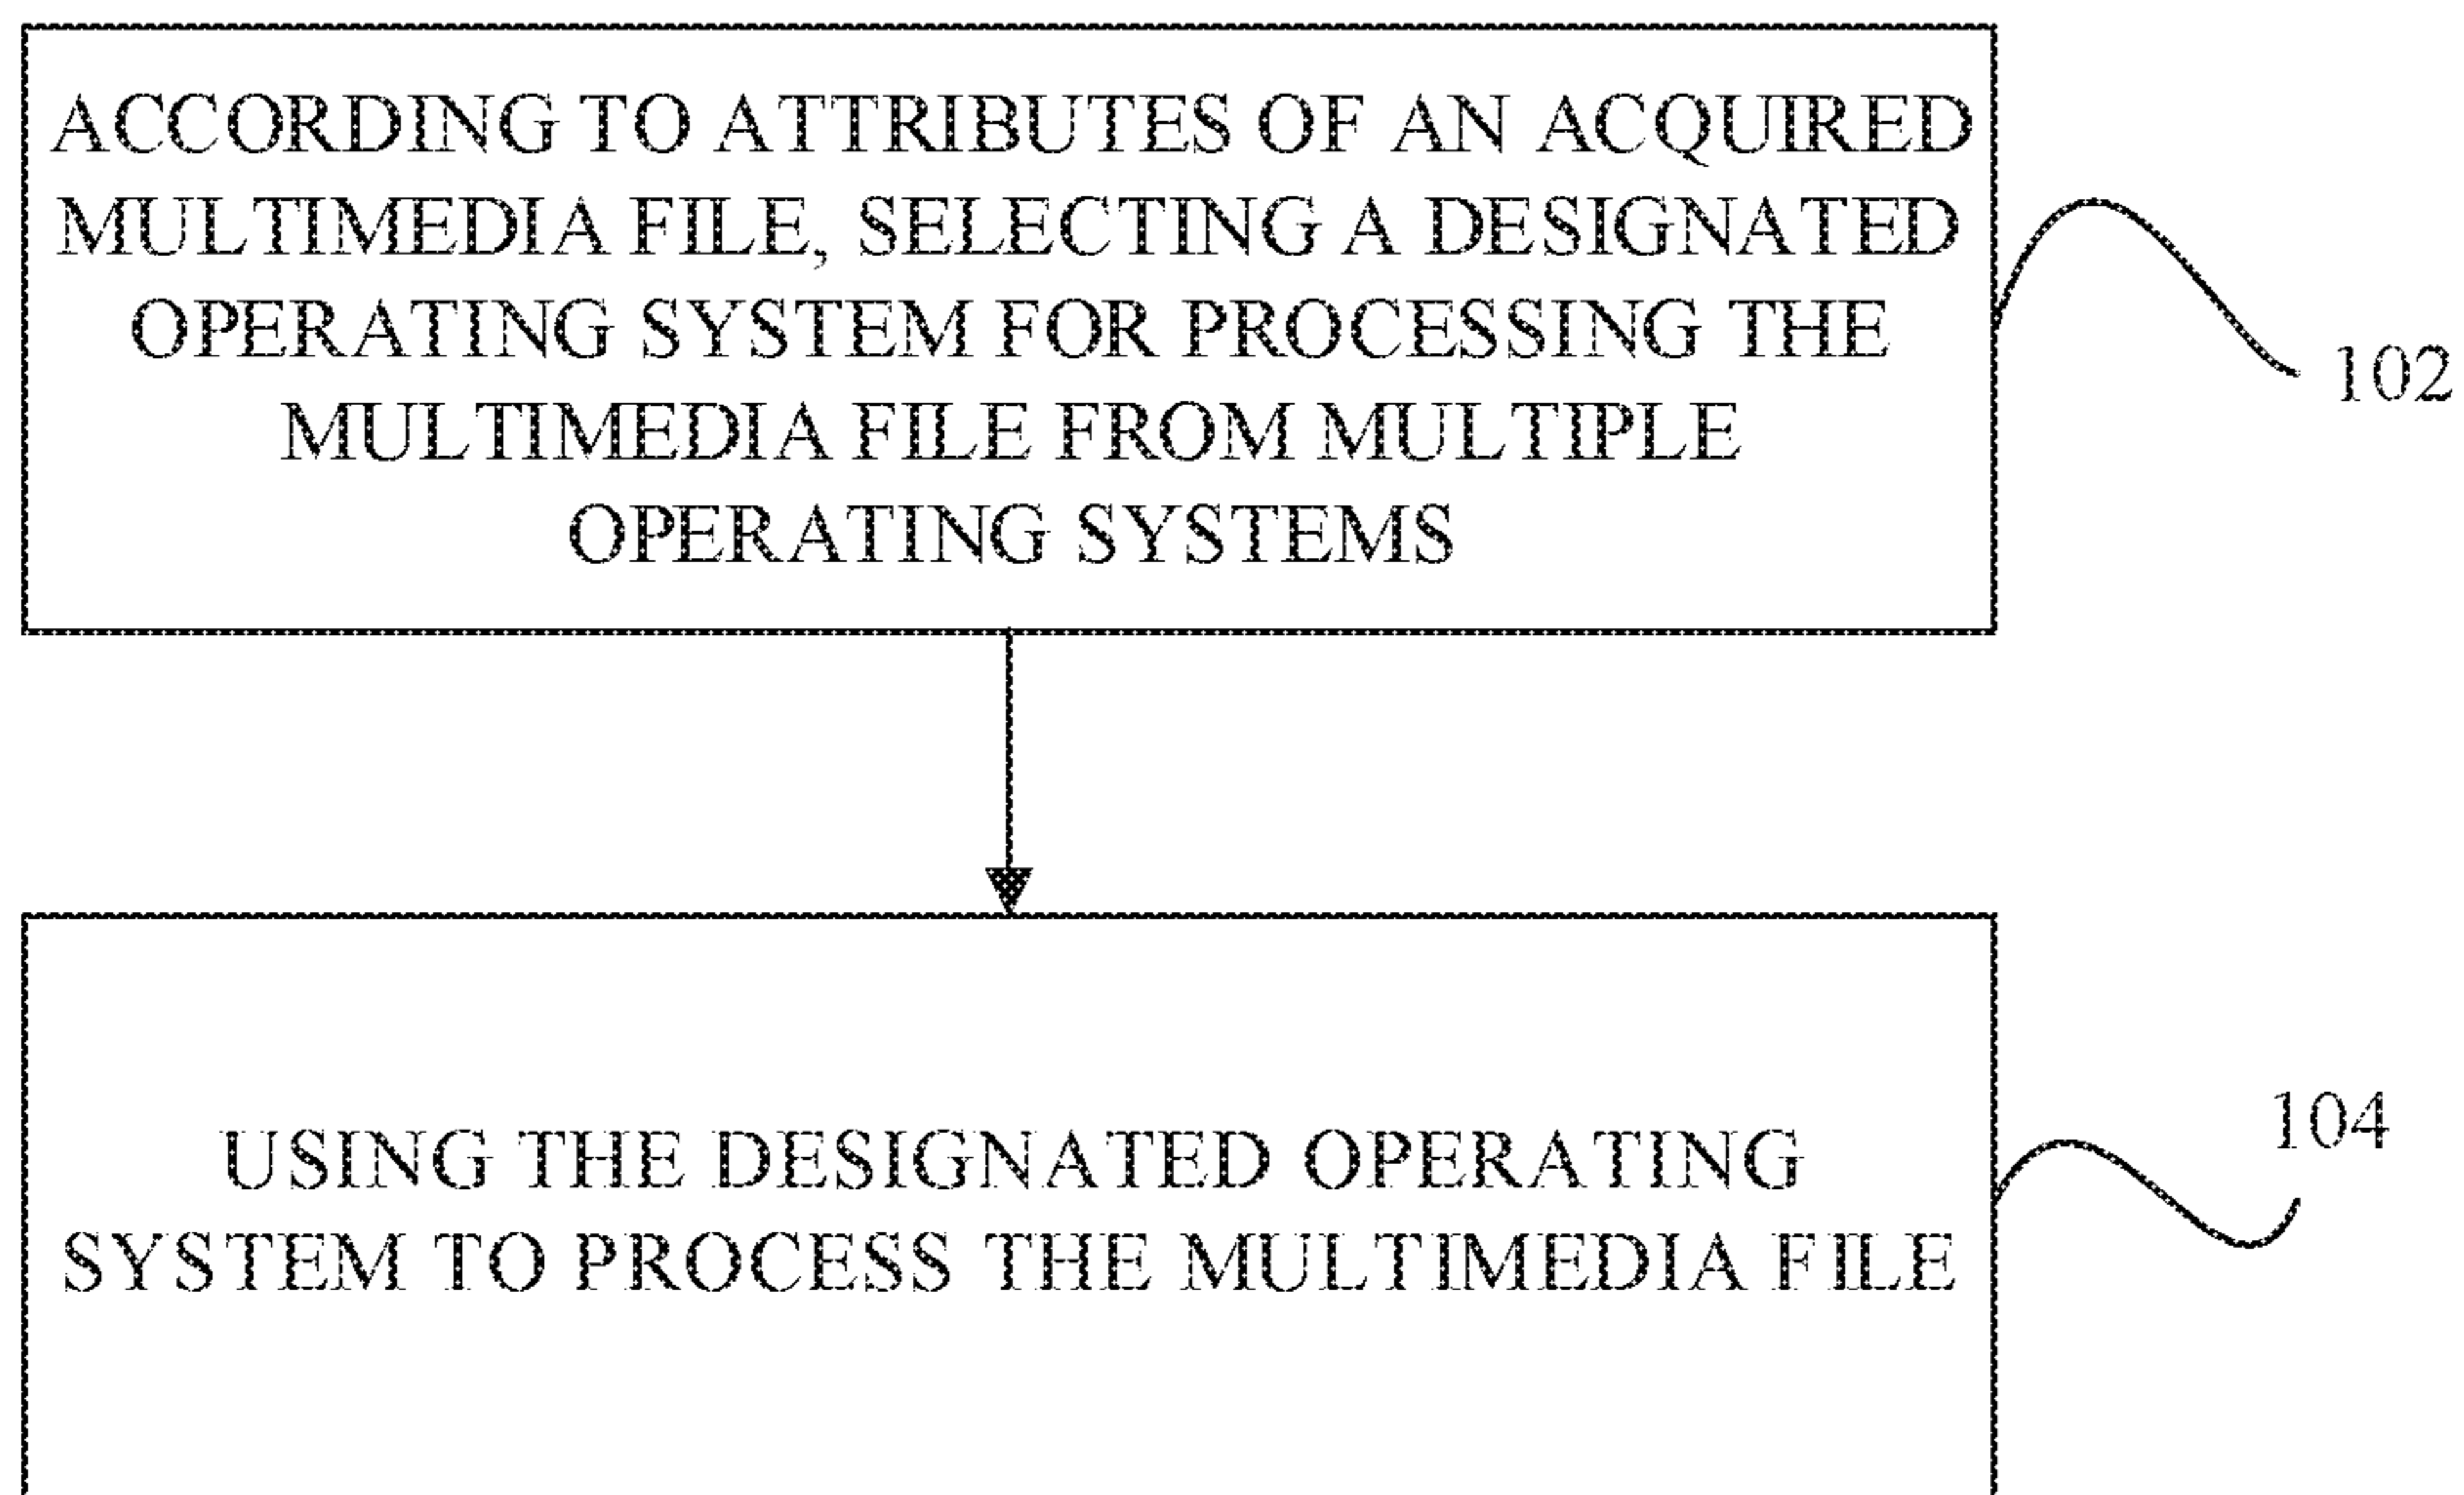 ACCORDING TO ATTRIBUTES OF AN ACQUIRED
MULTIMEDIA FILE, SELECTING A DESIGNATED
OPERATING SYSTEM FOR PROCESSING THE
MULTIMEDIA FILE FROM MULTIPLE
OPERATING SYSTEMS
102
USING THE DESIGNATED OPERATING
SYSTEM TO PROCESS THE MULTIMEDIA FILE
104